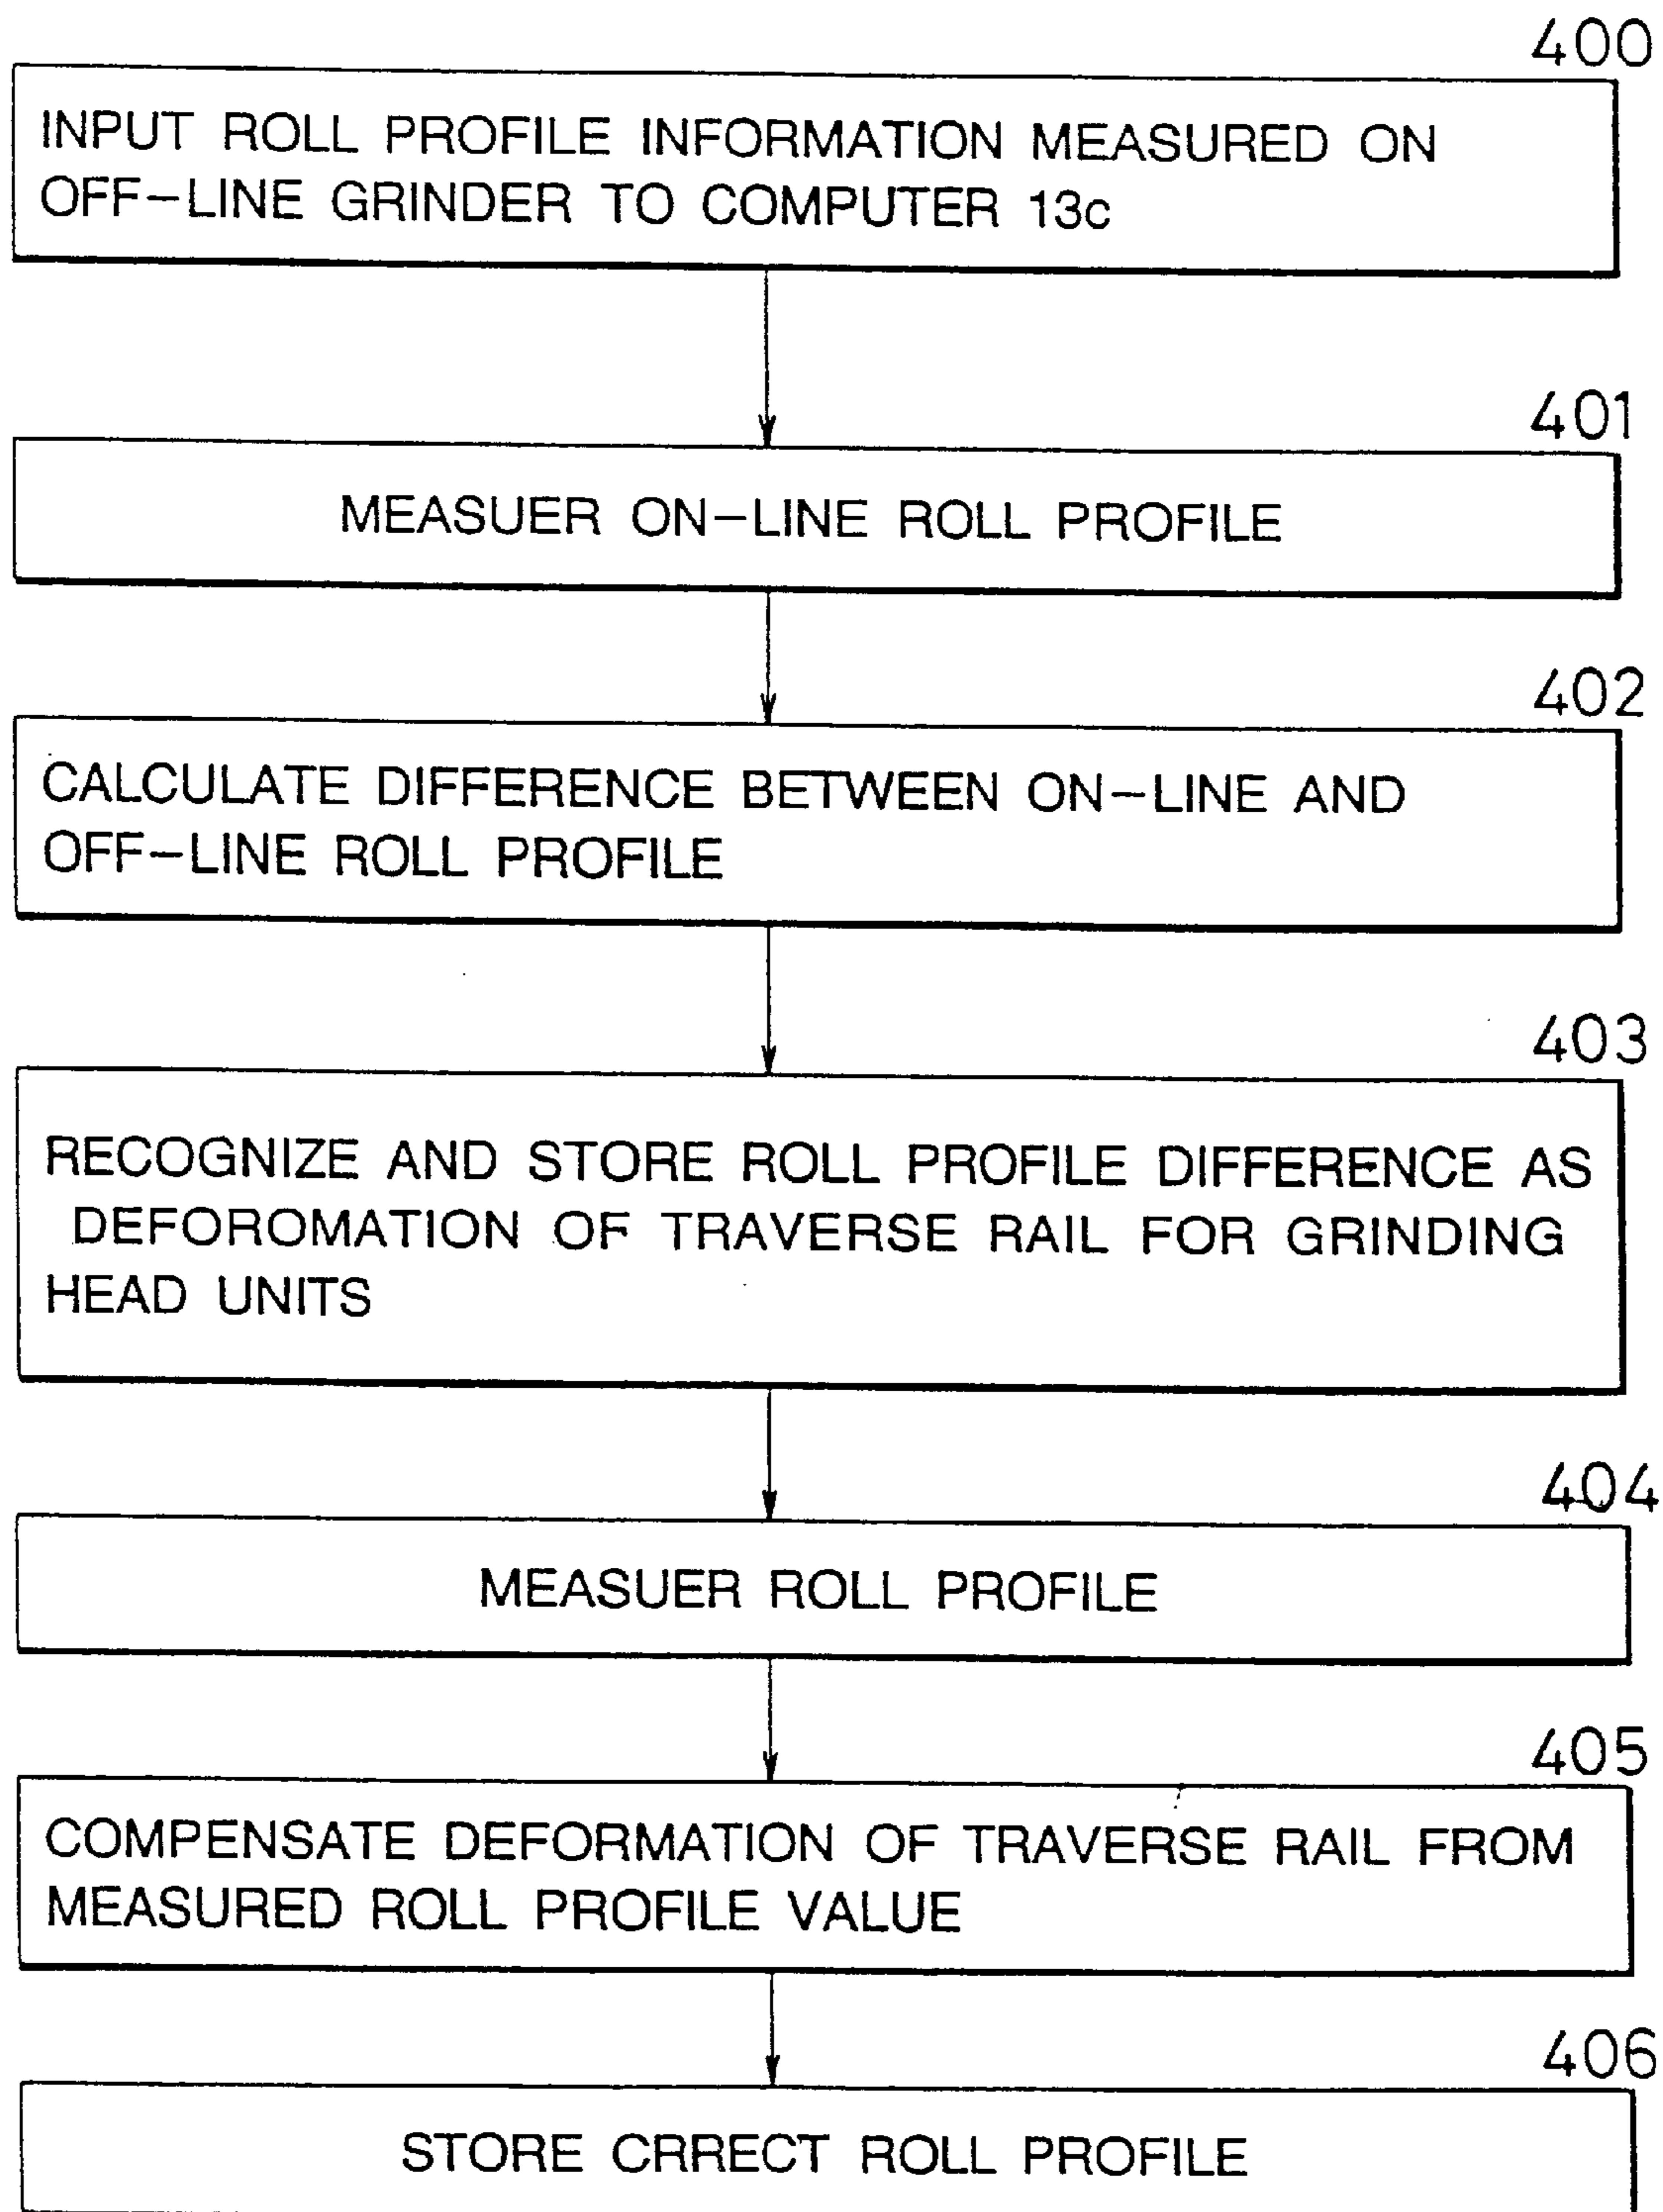 400
INPUT ROLL PROFILE INFORMATION MEASURED ON
OFF-LINE GRINDER TO COMPUTER 13c
401
MEASUER ON-LINE ROLL PROFILE
402
CALCULATE DIFFERENCE BETWEEN ON-LINE AND
OFF-LINE ROLL PROFILE
403
RECOGNIZE AND STORE ROLL PROFILE DIFFERENCE AS
DEFOROMATION OF TRAVERSE RAIL FOR GRINDING
HEAD UNITS
404
MEASUER ROLL PROFILE
405
COMPENSATE DEFORMATION OF TRAVERSE RAIL FROM
MEASURED ROLL PROFILE VALUE
406
STORE CRRECT ROLL PROFILE